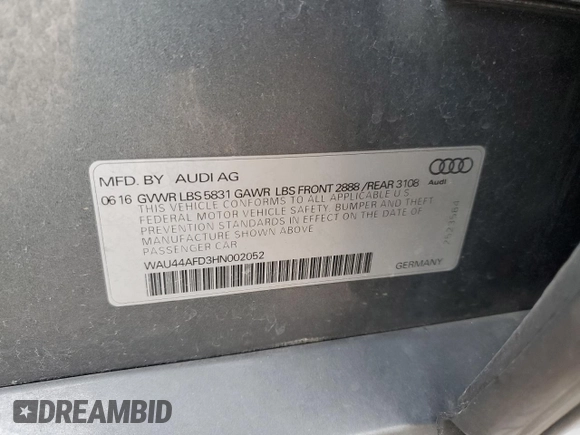 MFD. BY AUDI AG
06 16 GVWR LBS 5831 GAWR LBS FRONT 2888 / REAR 3108
Audi
THIS VEHICLE CONFORMS TO ALL APPLICABLE U.S
FEDERAL MOTOR VEHICLE SAFETY, BUMPER AND THEFT
PREVENTION STANDARDS IN EFFECT ON THE DATE OF
MANUFACTURE SHOWN ABOVE
PASSENGER CAR
WAU44AFD3HN002052
GERMANY
DREAMBID